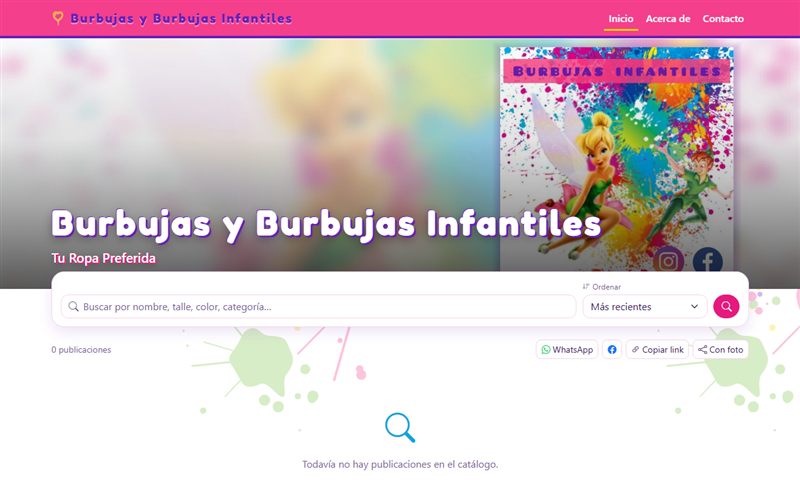 Burbujas y Burbujas Infantiles
Inicio Acerca de Contacto
Burbujas infantiles
Burbujas y Burbujas Infantiles
Tu Ropa Preferida
Ordenar
Buscar por nombre, talle, color, categoría...
Más recientes
0 publicaciones
WhatsApp
Copiar link
Con foto
Todavía no hay publicaciones en el catálogo.